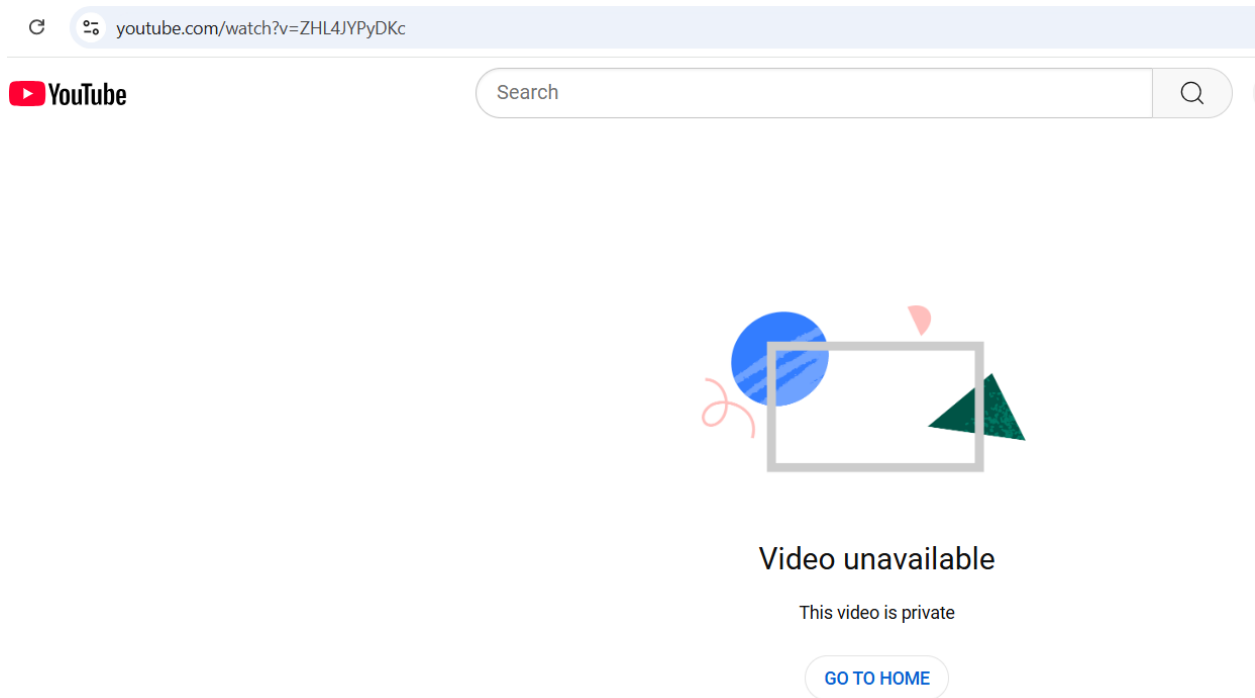 youtube.com/watch?v=ZHL4JYPyDKc
YouTube
Search
Video unavailable
This video is private
GO TO HOME